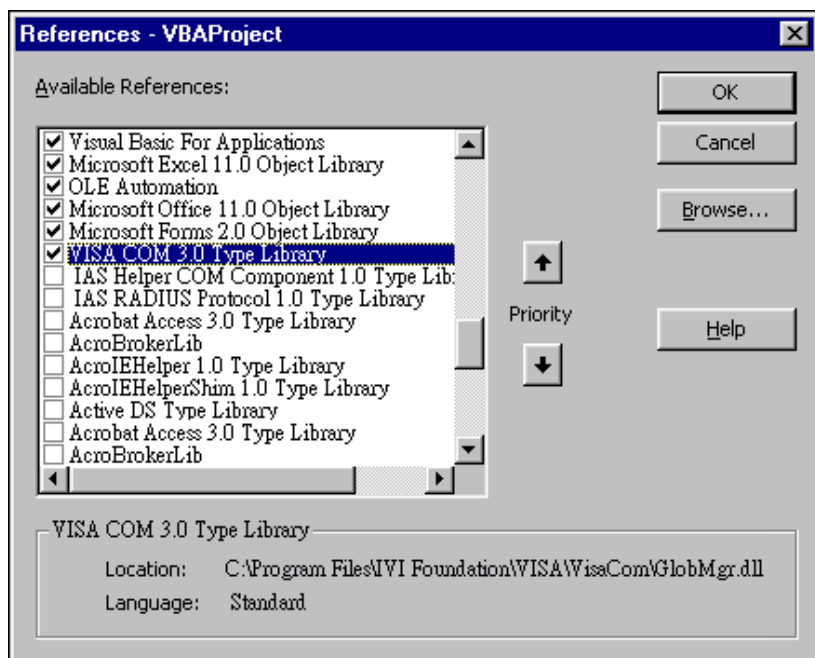 References - VBAProject
Available References:
Visual Basic For Applications
Microsoft Excel 11.0 Object Library
OLE Automation
Microsoft Office 11.0 Object Library
Microsoft Forms 2.0 Object Library
VISA COM 3.0 Type Library
IAS Helper COM Component 1.0 Type Lib:
IAS RADIUS Protocol 1.0 Type Library
Acrobat Access 3.0 Type Library
AcroBrokerLib
AcroIEHelper 1.0 Type Library
AcroIEHelperShim 1.0 Type Library
Active DS Type Library
Acrobat Access 3.0 Type Library
AcroBrokerLib
Priority
OK
Cancel
Browse...
Help
VISA COM 3.0 Type Library
Location: C:\Program Files\IVI Foundation\VISA\VisaCom\GlobMgr.dll
Language: Standard